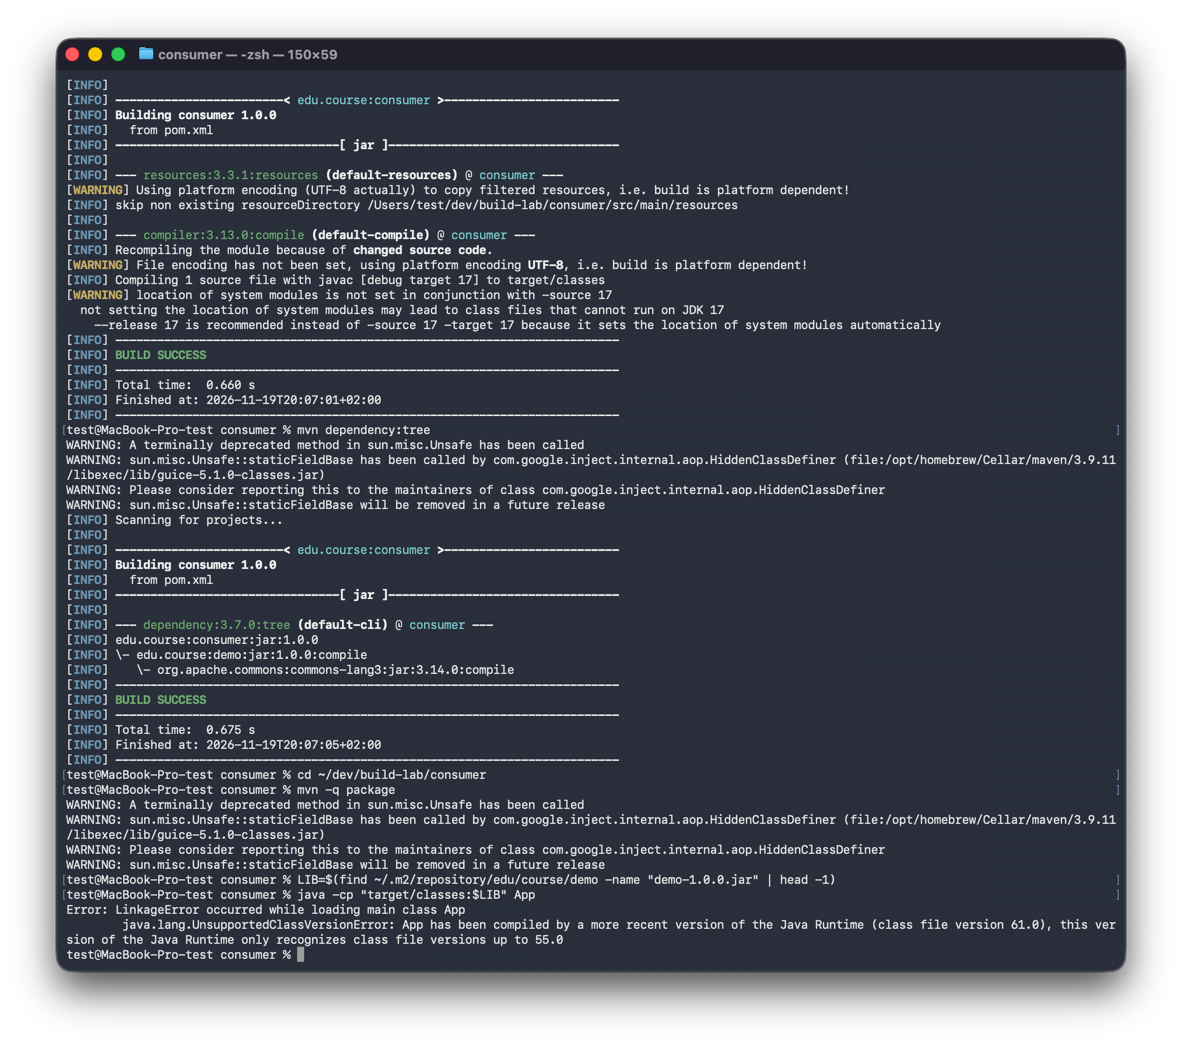 consumer — -zsh — 150×59
[INFO]
[INFO] ------------------------< edu.course:consumer >-------------------------
[INFO] Building consumer 1.0.0
[INFO]   from pom.xml
[INFO] --------------------------------[ jar ]---------------------------------
[INFO]
[INFO] --- resources:3.3.1:resources (default-resources) @ consumer ---
[WARNING] Using platform encoding (UTF-8 actually) to copy filtered resources, i.e. build is platform dependent!
[INFO] skip non existing resourceDirectory /Users/test/dev/build-lab/consumer/src/main/resources
[INFO]
[INFO] --- compiler:3.13.0:compile (default-compile) @ consumer ---
[INFO] Recompiling the module because of changed source code.
[WARNING] File encoding has not been set, using platform encoding UTF-8, i.e. build is platform dependent!
[INFO] Compiling 1 source file with javac [debug target 17] to target/classes
[WARNING] location of system modules is not set in conjunction with -source 17
  not setting the location of system modules may lead to class files that cannot run on JDK 17
    --release 17 is recommended instead of -source 17 -target 17 because it sets the location of system modules automatically
[INFO] ------------------------------------------------------------------------
[INFO] BUILD SUCCESS
[INFO] ------------------------------------------------------------------------
[INFO] Total time:  0.660 s
[INFO] Finished at: 2026-11-19T20:07:01+02:00
[INFO] ------------------------------------------------------------------------
[test@MacBook-Pro-test consumer % mvn dependency:tree ]
WARNING: A terminally deprecated method in sun.misc.Unsafe has been called
WARNING: sun.misc.Unsafe::staticFieldBase has been called by com.google.inject.internal.aop.HiddenClassDefiner (file:/opt/homebrew/Cellar/maven/3.9.11
/libexec/lib/guice-5.1.0-classes.jar)
WARNING: Please consider reporting this to the maintainers of class com.google.inject.internal.aop.HiddenClassDefiner
WARNING: sun.misc.Unsafe::staticFieldBase will be removed in a future release
[INFO] Scanning for projects...
[INFO]
[INFO] ------------------------< edu.course:consumer >-------------------------
[INFO] Building consumer 1.0.0
[INFO]   from pom.xml
[INFO] --------------------------------[ jar ]---------------------------------
[INFO]
[INFO] --- dependency:3.7.0:tree (default-cli) @ consumer ---
[INFO] edu.course:consumer:jar:1.0.0
[INFO] \- edu.course:demo:jar:1.0.0:compile
[INFO]    \- org.apache.commons:commons-lang3:jar:3.14.0:compile
[INFO] ------------------------------------------------------------------------
[INFO] BUILD SUCCESS
[INFO] ------------------------------------------------------------------------
[INFO] Total time:  0.675 s
[INFO] Finished at: 2026-11-19T20:07:05+02:00
[INFO] ------------------------------------------------------------------------
[test@MacBook-Pro-test consumer % cd ~/dev/build-lab/consumer ]
[test@MacBook-Pro-test consumer % mvn -q package ]
WARNING: A terminally deprecated method in sun.misc.Unsafe has been called
WARNING: sun.misc.Unsafe::staticFieldBase has been called by com.google.inject.internal.aop.HiddenClassDefiner (file:/opt/homebrew/Cellar/maven/3.9.11
/libexec/lib/guice-5.1.0-classes.jar)
WARNING: Please consider reporting this to the maintainers of class com.google.inject.internal.aop.HiddenClassDefiner
WARNING: sun.misc.Unsafe::staticFieldBase will be removed in a future release
[test@MacBook-Pro-test consumer % LIB=$(find ~/.m2/repository/edu/course/demo -name "demo-1.0.0.jar" | head -1) ]
[test@MacBook-Pro-test consumer % java -cp "target/classes:$LIB" App ]
Error: LinkageError occurred while loading main class App
        java.lang.UnsupportedClassVersionError: App has been compiled by a more recent version of the Java Runtime (class file version 61.0), this ver
sion of the Java Runtime only recognizes class file versions up to 55.0
test@MacBook-Pro-test consumer %